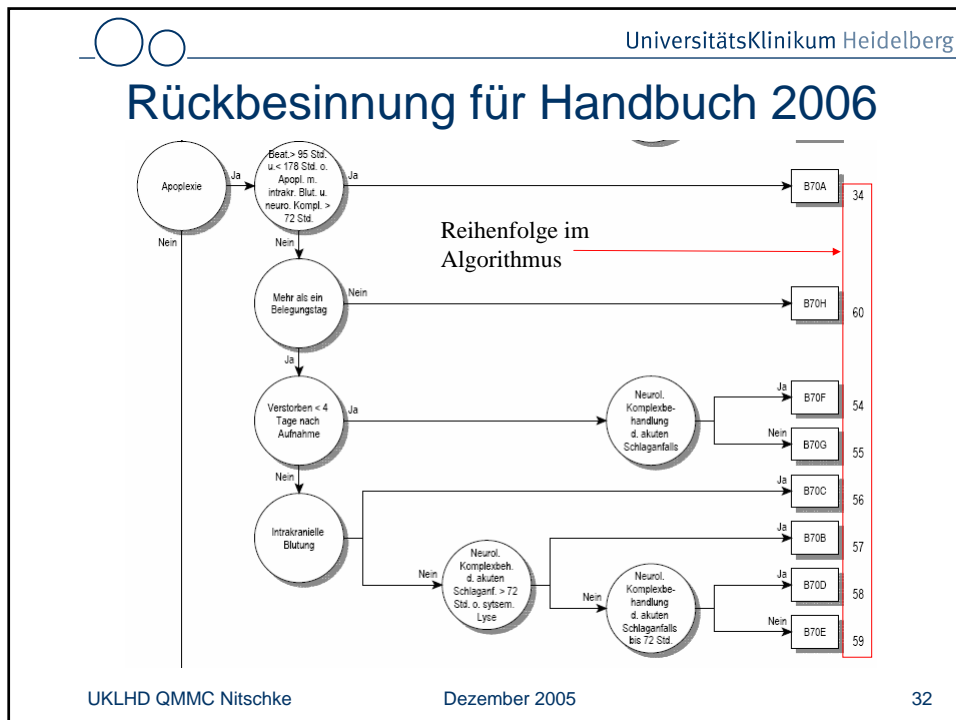 UniversitätsKlinikum Heidelberg
Rückbesinnung für Handbuch 2006
Apoplexie
Ja
Nein
Beat.> 95 Std.
u.< 178 Std. o.
Apopl. m.
intrakr. Blut. u.
neuro. Kompl. >
72 Std.
Ja
Nein
B70A
34
Reihenfolge im
Algorithmus
Mehr als ein
Belegungstag
Nein
Ja
B70H
60
Verstorben < 4
Tage nach
Aufnahme
Ja
Nein
Neurol.
Komplexbe-
handlung
d. akuten
Schlaganfalls
Ja
B70F
54
Nein
B70G
55
Intrakranielle
Blutung
Ja
B70C
56
Nein
Neurol.
Komplexbeh.
d. akuten
Schlaganf. > 72
Std. o. sytsem.
Lyse
Ja
B70B
57
Nein
Neurol.
Komplexbe-
handlung
d. akuten
Schlaganfalls
bis 72 Std.
Ja
B70D
58
Nein
B70E
59
UKLHD QMMC Nitschke
Dezember 2005
32